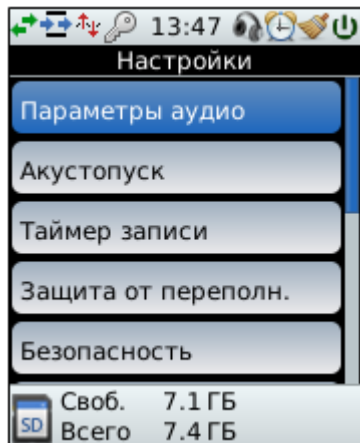 13:47
Настройки
Параметры аудио
Акустопуск
Таймер записи
Защита от переполн.
Безопасность
Своб. 7.1 ГБ
SD
Всего 7.4 ГБ